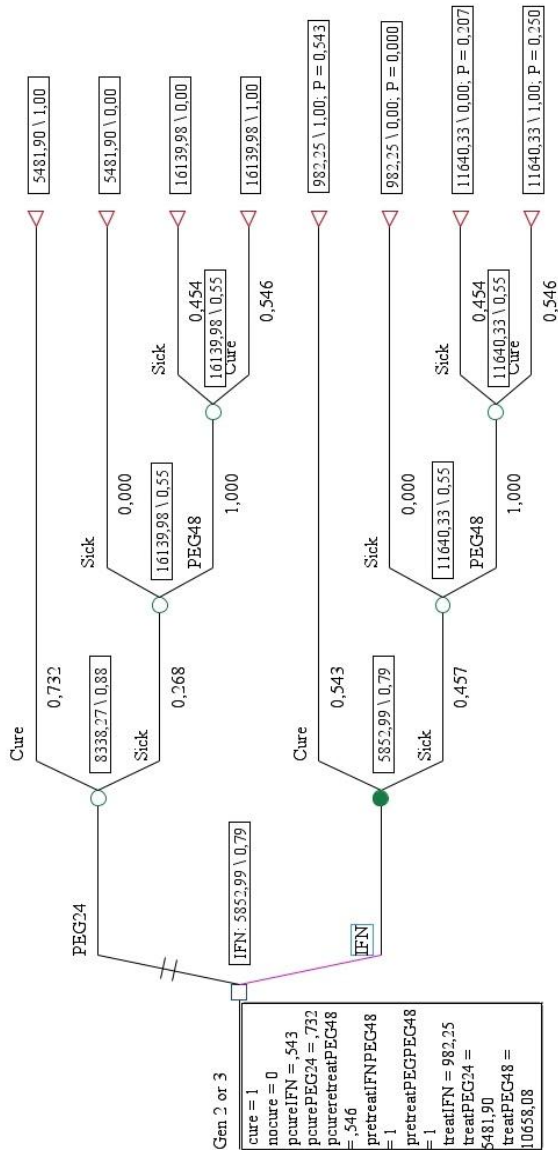 Gen 2 or 3
cure = 1
nocure = 0
pcureIFN = ,543
pcurePEG24 = ,732
pcureretreatPEG48
= ,546
pretreatIFNPEG48
= 1
pretreatPEGPEG48
= 1
treatIFN = 982,25
treatPEG24 =
5481,90
treatPEG48 =
10658,08
IFN: 5852,99 \ 0,79
PEG24
8338,27 \ 0,88
Cure
0,732
5481,90 \ 1,00
Sick
0,268
16139,98 \ 0,55
Sick
0,000
5481,90 \ 0,00
PEG48
1,000
16139,98 \ 0,55
Sick
0,454
16139,98 \ 0,00
Cure
0,546
16139,98 \ 1,00
IFN
5852,99 \ 0,79
Cure
0,543
982,25 \ 1,00; P = 0,543
Sick
0,457
11640,33 \ 0,55
Sick
0,000
982,25 \ 0,00; P = 0,000
PEG48
1,000
11640,33 \ 0,55
Sick
0,454
11640,33 \ 0,00; P = 0,207
Cure
0,546
11640,33 \ 1,00; P = 0,250